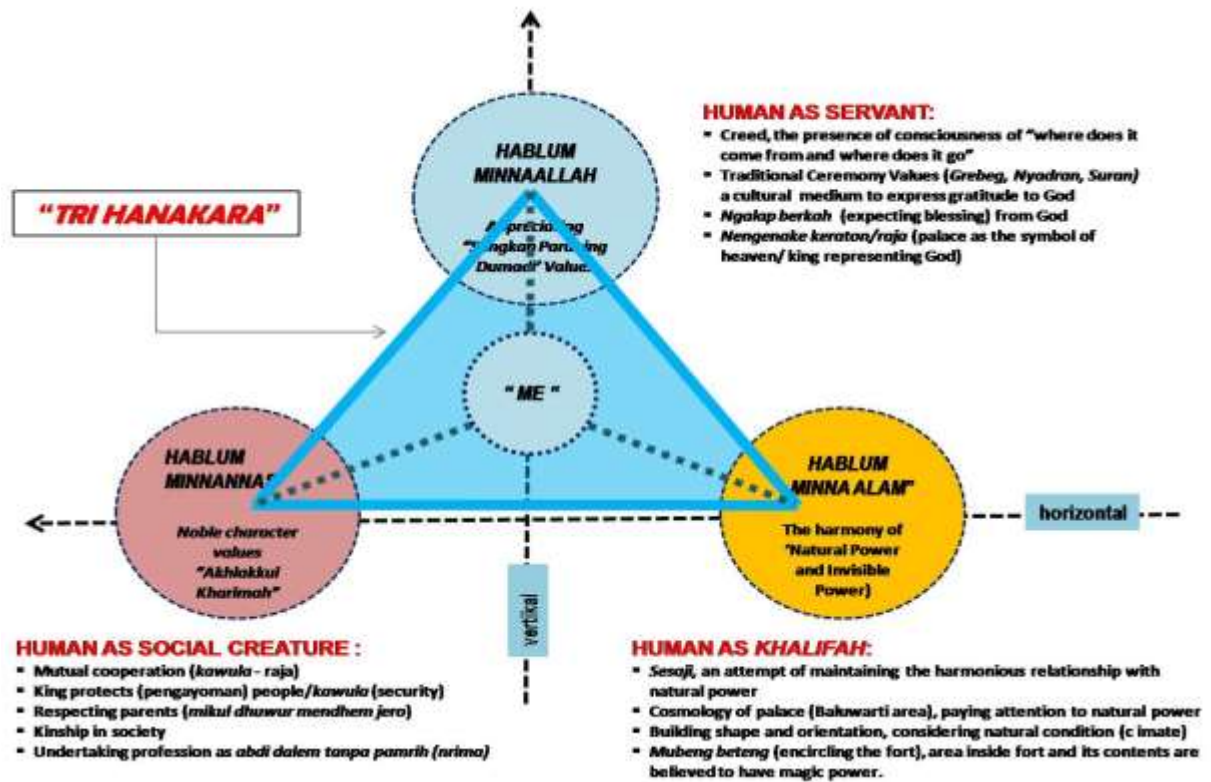 HABLUM
MINNAALLAH
Appreciating
"Sangkan Paraning
Dumadi' Values
"TRI HANAKARA"
HUMAN AS SERVANT:
▪ Creed, the presence of consciousness of "where does it
come from and where does it go"
▪ Traditional Ceremony Values (Grebeg, Nyadran, Suran)
a cultural medium to express gratitude to God
▪ Ngalap berkah (expecting blessing) from God
▪ Nengenake keraton/raja (palace as the symbol of
heaven/ king representing God)
" ME "
HABLUM
MINNANNAS
Noble character
values
"Akhlakkul
Kharimah"
HABLUM
MINNA ALAM"
The harmony of
'Natural Power
and Invisible
Power)
horizontal
vertikal
HUMAN AS SOCIAL CREATURE :
▪ Mutual cooperation (kawula - raja)
▪ King protects (pengayoman) people/kawula (security)
▪ Respecting parents (mikul dhuwur mendhem jero)
▪ Kinship in society
▪ Undertaking profession as abdi dalem tanpa pamrih (nrima)
HUMAN AS KHALIFAH:
▪ Sesaji, an attempt of maintaining the harmonious relationship with
natural power
▪ Cosmology of palace (Baluwarti area), paying attention to natural power
▪ Building shape and orientation, considering natural condition (c imate)
▪ Mubeng beteng (encircling the fort), area inside fort and its contents are
believed to have magic power.